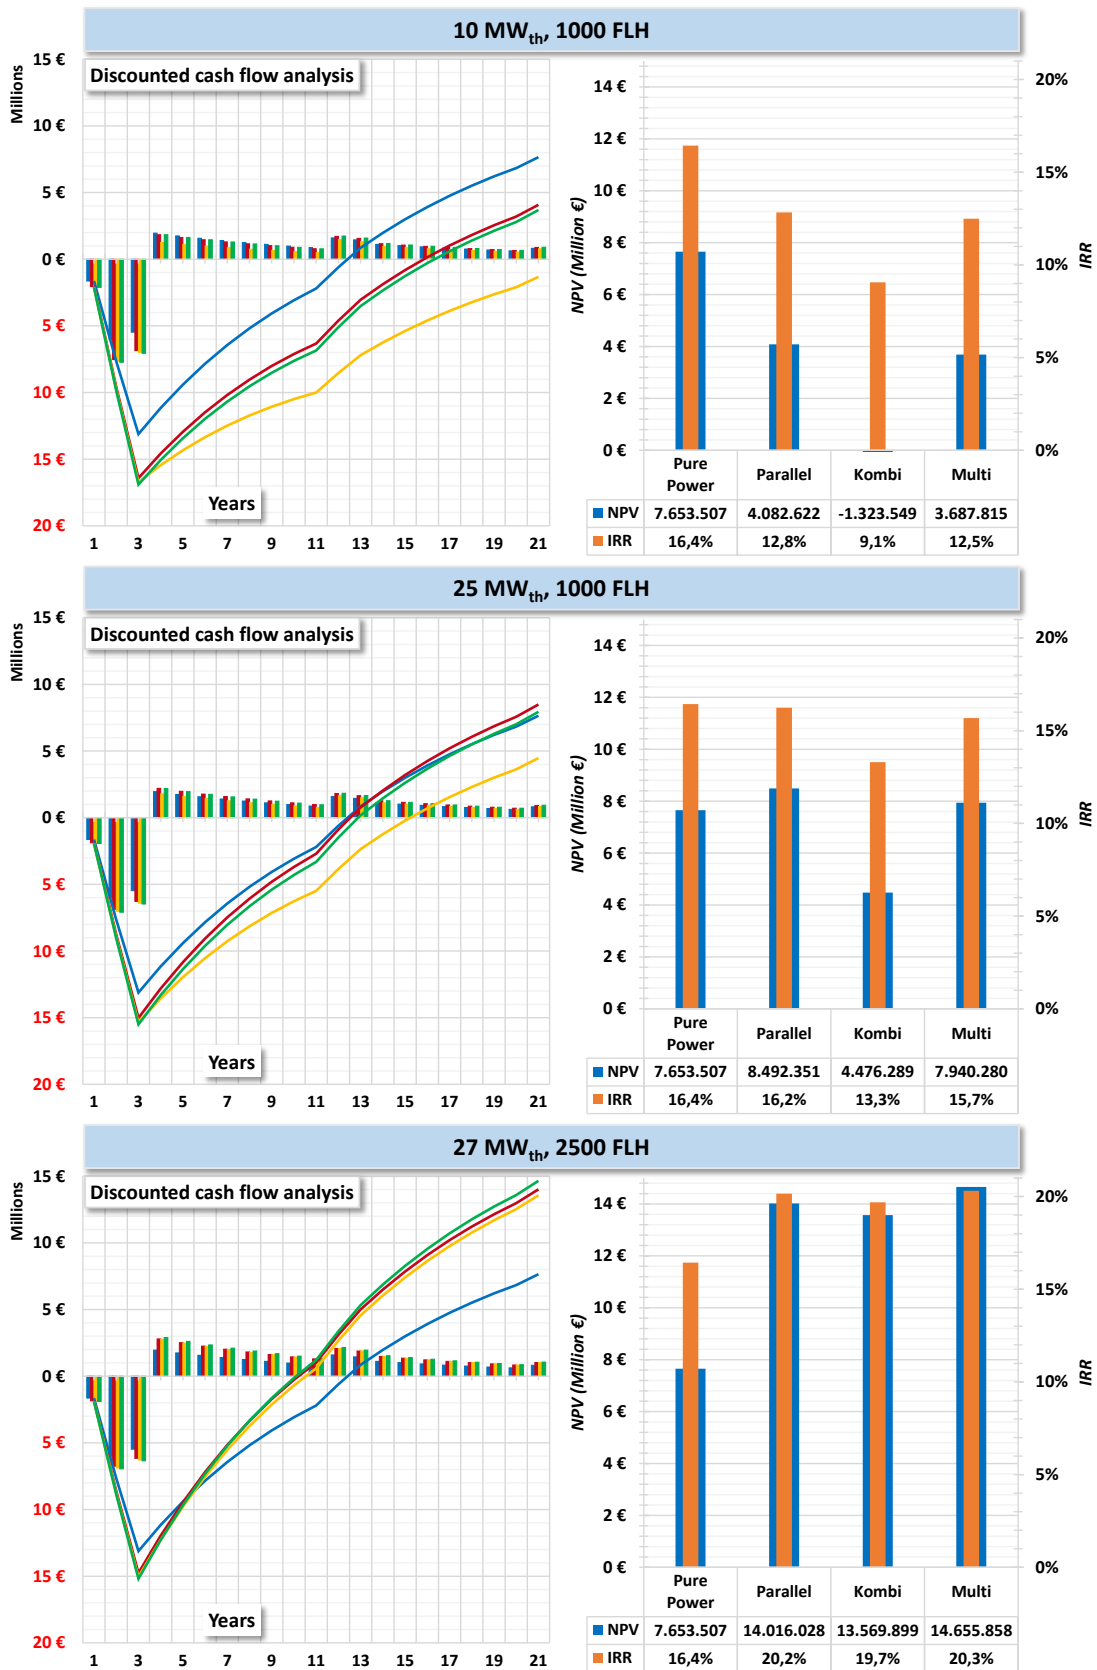 10 MWth, 1000 FLH
Millions
Discounted cash flow analysis
15 €
10 €
5 €
0 €
5 €
10 €
15 €
20 €
Years
1 3 5 7 9 11 13 15 17 19 21
NPV (Million €)
14 €
12 €
10 €
8 €
6 €
4 €
2 €
0 €
20%
15%
10%
5%
0%
IRR
Pure Power Parallel Kombi Multi
NPV 7.653.507 4.082.622 -1.323.549 3.687.815
IRR 16,4% 12,8% 9,1% 12,5%
25 MWth, 1000 FLH
Millions
Discounted cash flow analysis
15 €
10 €
5 €
0 €
5 €
10 €
15 €
20 €
Years
1 3 5 7 9 11 13 15 17 19 21
NPV (Million €)
14 €
12 €
10 €
8 €
6 €
4 €
2 €
0 €
20%
15%
10%
5%
0%
IRR
Pure Power Parallel Kombi Multi
NPV 7.653.507 8.492.351 4.476.289 7.940.280
IRR 16,4% 16,2% 13,3% 15,7%
27 MWth, 2500 FLH
Millions
Discounted cash flow analysis
15 €
10 €
5 €
0 €
5 €
10 €
15 €
20 €
Years
1 3 5 7 9 11 13 15 17 19 21
NPV (Million €)
14 €
12 €
10 €
8 €
6 €
4 €
2 €
0 €
20%
15%
10%
5%
0%
IRR
Pure Power Parallel Kombi Multi
NPV 7.653.507 14.016.028 13.569.899 14.655.858
IRR 16,4% 20,2% 19,7% 20,3%